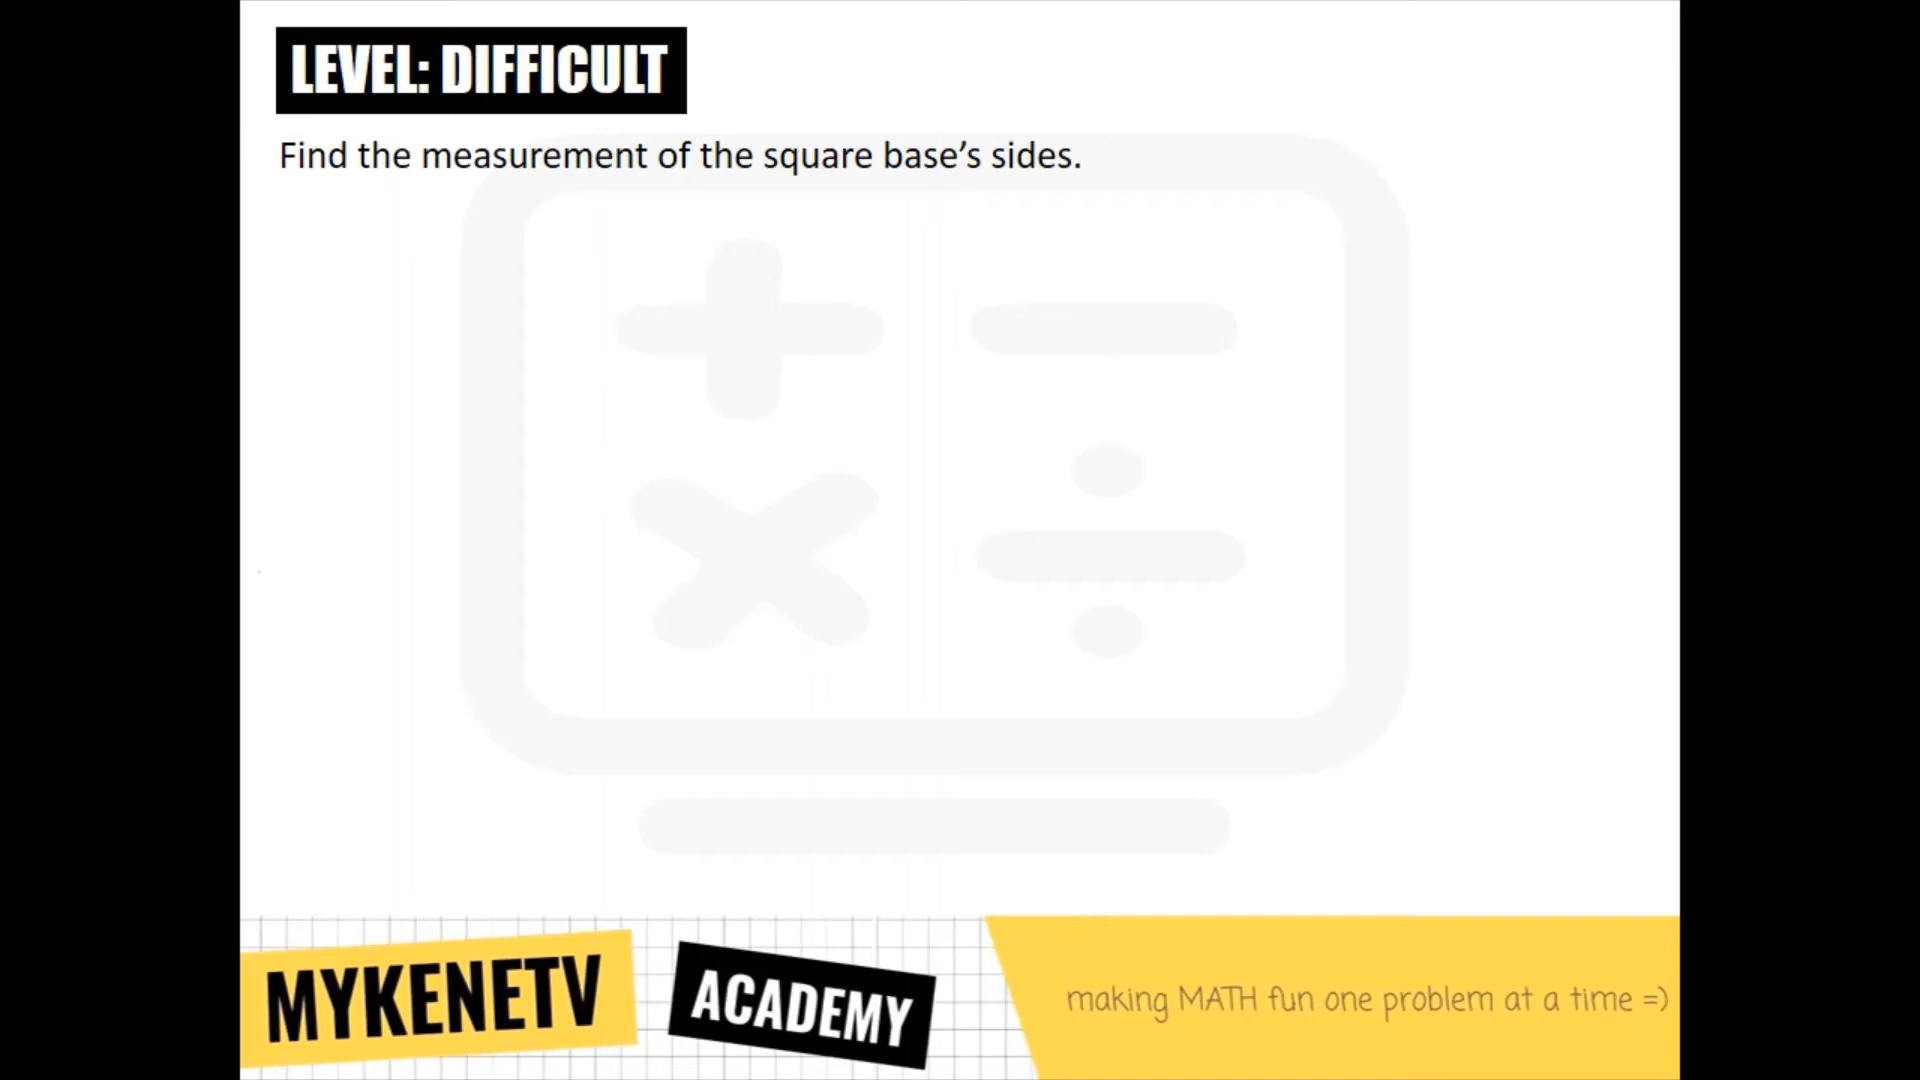 LEVEL: DIFFICULT
Find the measurement of the square base’s sides.
MYKENETV
ACADEMY
making MATH fun one problem at a time =)